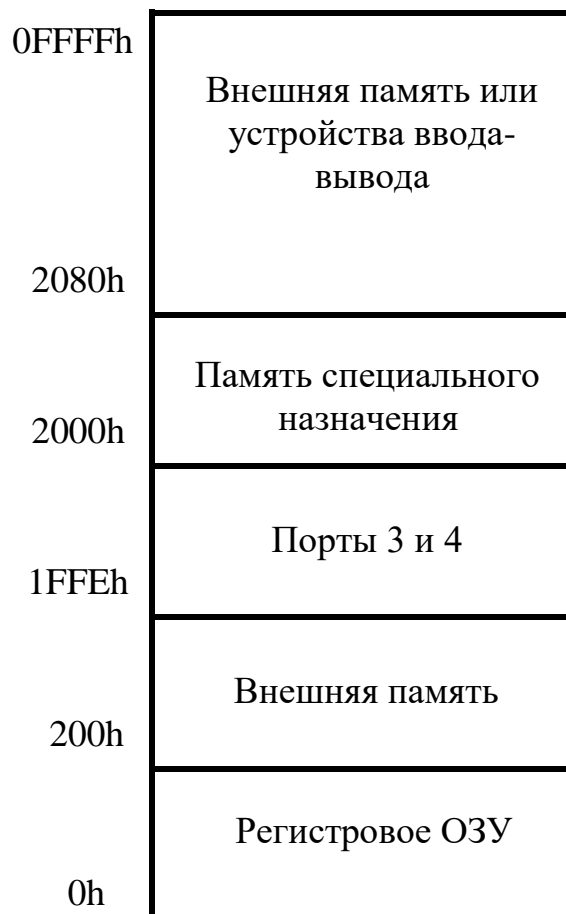 0FFFFh
Внешняя память или
устройства ввода-
вывода
2080h
Память специального
назначения
2000h
Порты 3 и 4
1FFEh
Внешняя память
200h
Регистровое ОЗУ
0h